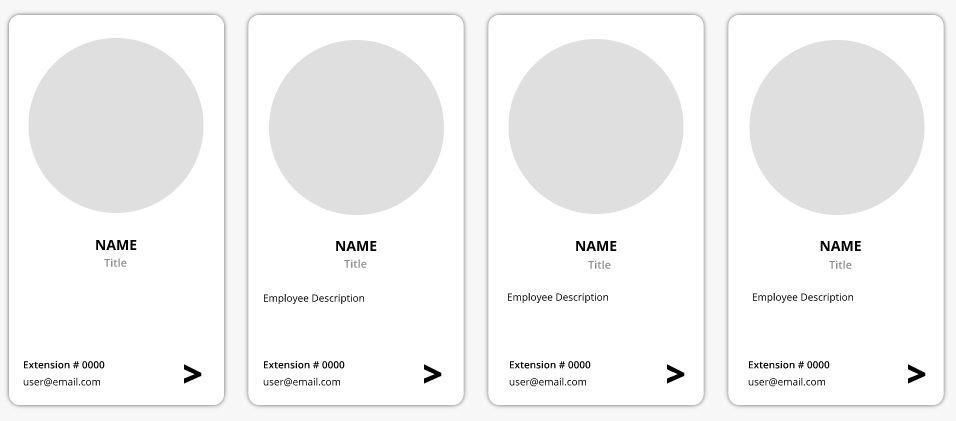 NAME
Title
Extension # 0000
user@email.com
>
NAME
Title
Employee Description
Extension # 0000
user@email.com
>
NAME
Title
Employee Description
Extension # 0000
user@email.com
>
NAME
Title
Employee Description
Extension # 0000
user@email.com
>